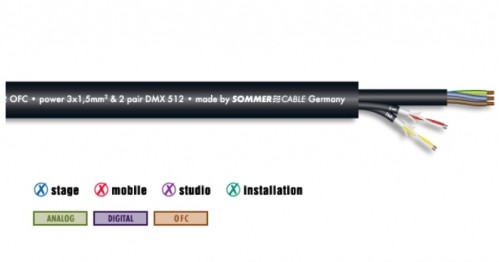 OFC • power 3x1,5mm² & 2 pair DMX 512 • made by SOMMER CABLE Germany
stage mobile studio installation
ANALOG DIGITAL OFC